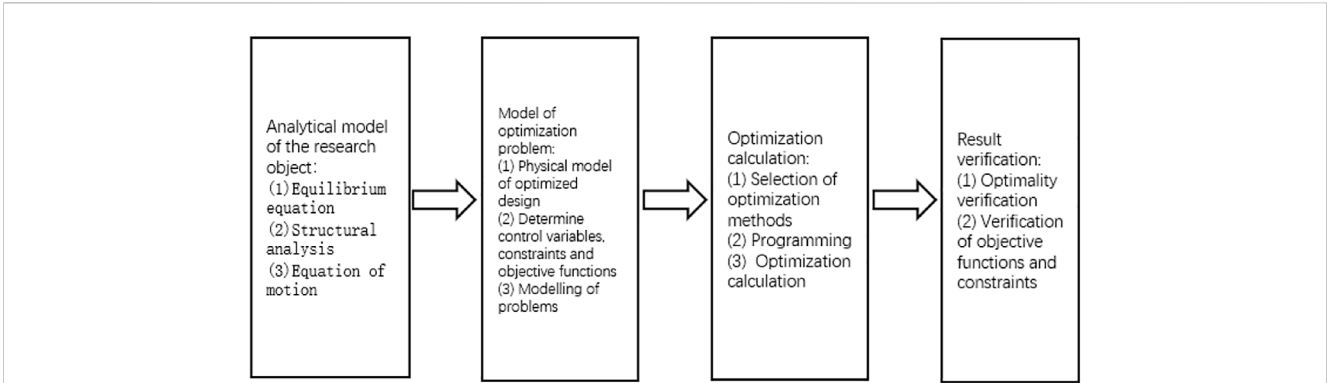 Analytical model
of the research
object:
(1)Equilibrium
equation
(2)Structural
analysis
(3)Equation of
motion
Model of
optimization
problem:
(1) Physical model
of optimized
design
(2) Determine
control variables,
constraints and
objective functions
(3) Modelling of
problems
Optimization
calculation:
(1) Selection of
optimization
methods
(2) Programming
(3) Optimization
calculation
Result
verification:
(1) Optimality
verification
(2) Verification
of objective
functions and
constraints